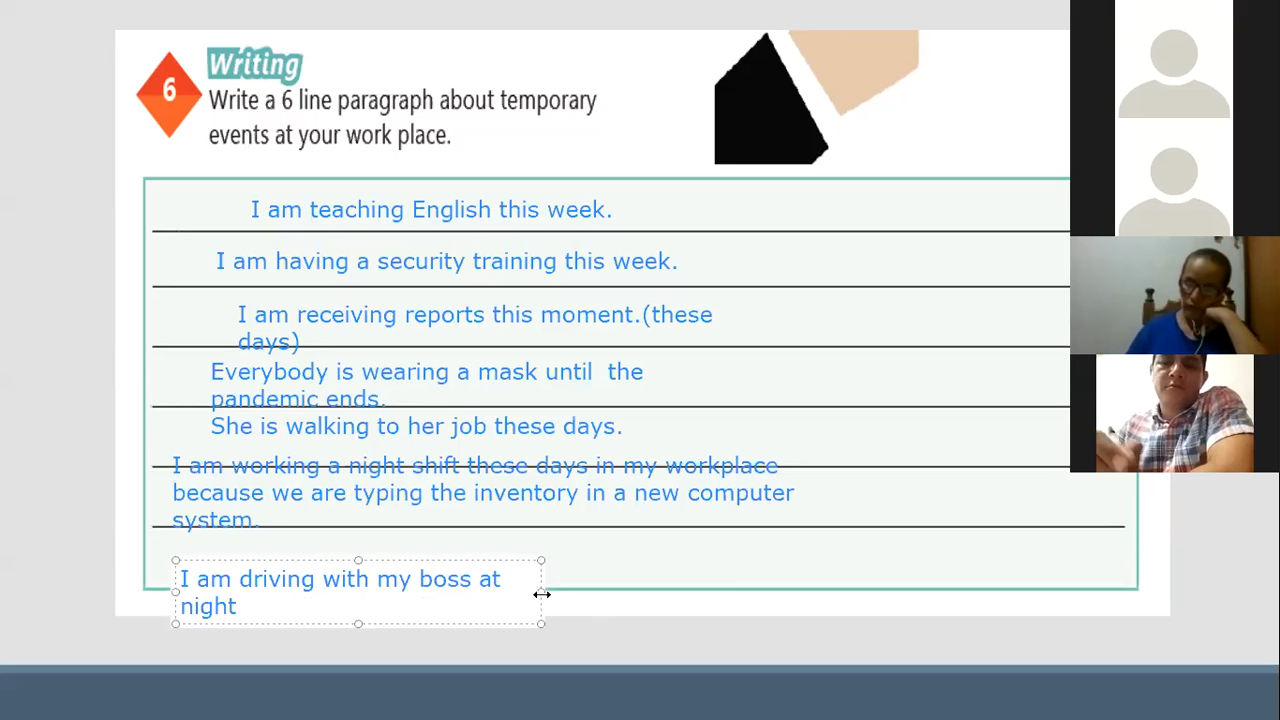 6
Writing
Write a 6 line paragraph about temporary
events at your work place.
I am teaching English this week.
I am having a security training this week.
I am receiving reports this moment.(these
days)
Everybody is wearing a mask until  the
pandemic ends.
She is walking to her job these days.
I am working a night shift these days in my workplace
because we are typing the inventory in a new computer
system.
I am driving with my boss at
night